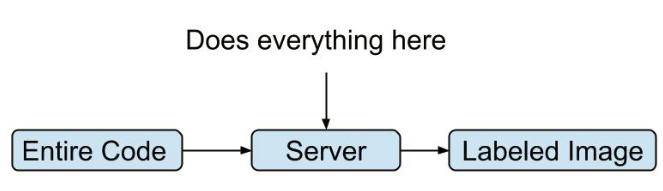 Does everything here
Entire Code
Server
Labeled Image